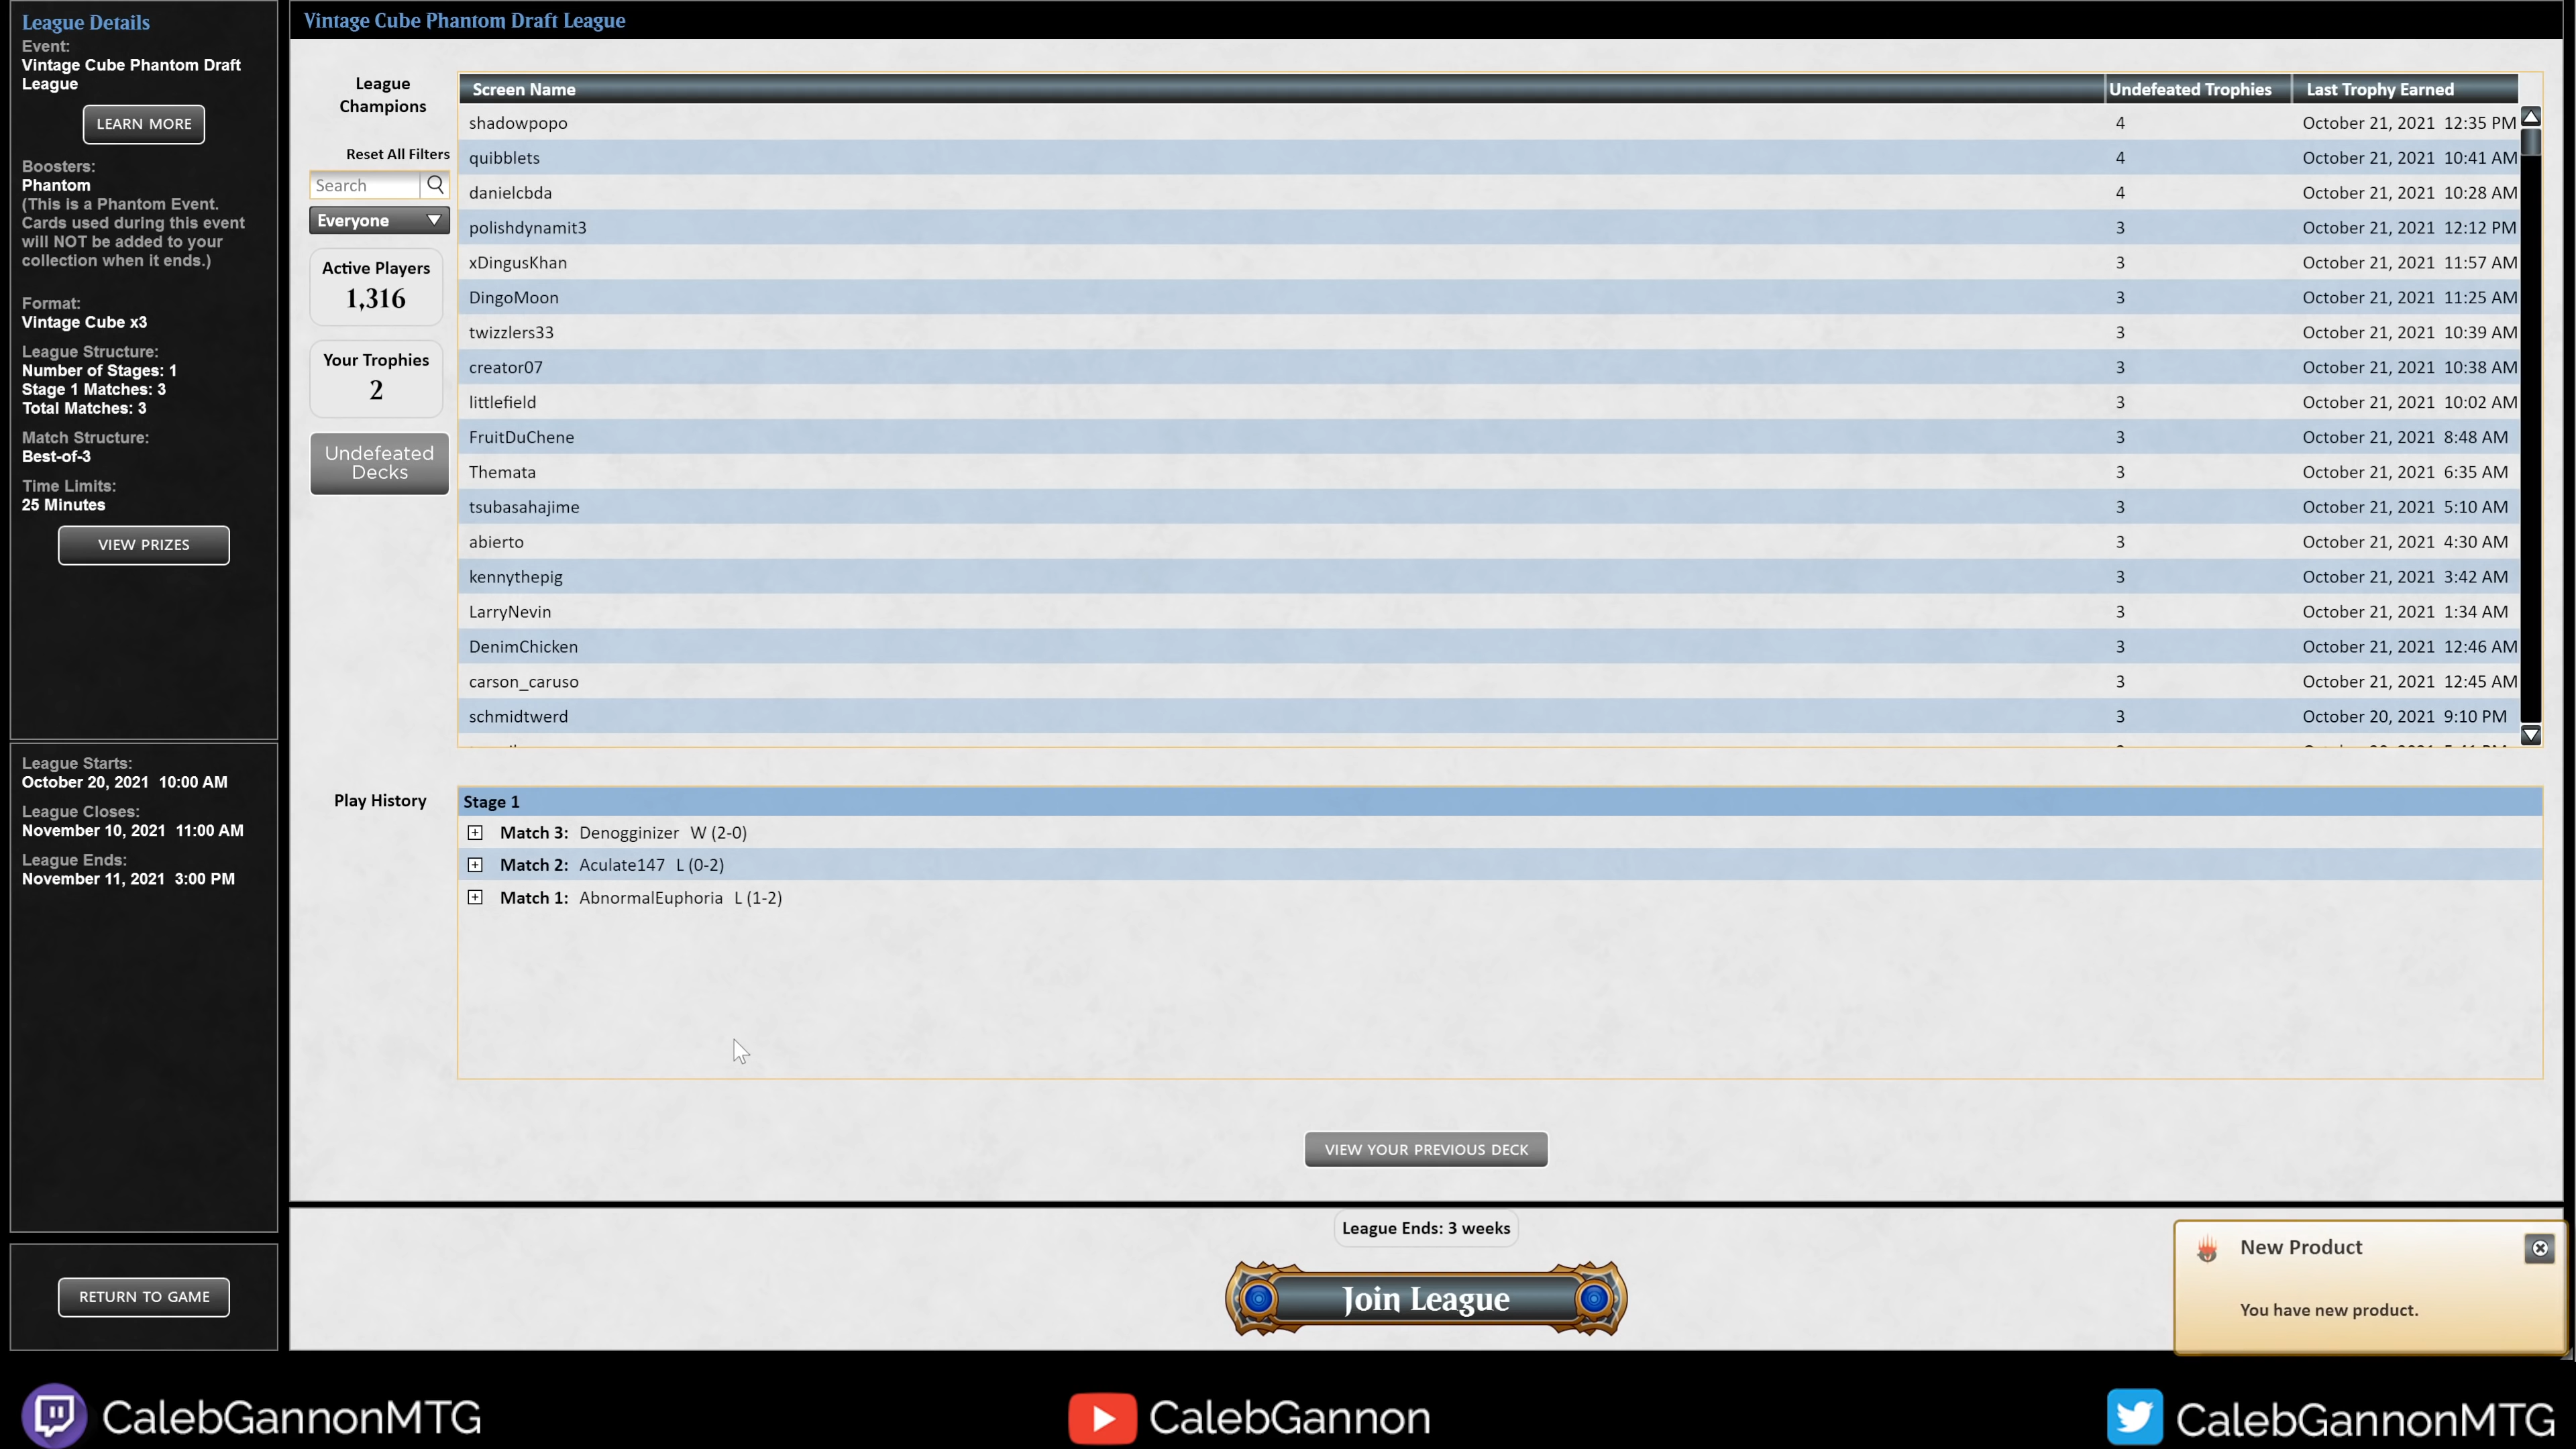 League Details
Event:
Vintage Cube Phantom Draft
League
LEARN MORE
Boosters:
Phantom
(This is a Phantom Event.
Cards used during this event
will NOT be added to your
collection when it ends.)
Format:
Vintage Cube x3
League Structure:
Number of Stages: 1
Stage 1 Matches: 3
Total Matches: 3
Match Structure:
Best-of-3
Time Limits:
25 Minutes
VIEW PRIZES
League Starts:
October 20, 2021 10:00 AM
League Closes:
November 10, 2021 11:00 AM
League Ends:
November 11, 2021 3:00 PM
RETURN TO GAME
Vintage Cube Phantom Draft League
League
Champions
Reset All Filters
Search
Everyone
Active Players
1,316
Your Trophies
2
Undefeated
Decks
Screen Name Undefeated Trophies Last Trophy Earned
shadowpopo 4 October 21, 2021 12:35 PM
quibblets 4 October 21, 2021 10:41 AM
danielcbda 4 October 21, 2021 10:28 AM
polishdynamit3 3 October 21, 2021 12:12 PM
xDingusKhan 3 October 21, 2021 11:57 AM
DingoMoon 3 October 21, 2021 11:25 AM
twizzlers33 3 October 21, 2021 10:39 AM
creator07 3 October 21, 2021 10:38 AM
littlefield 3 October 21, 2021 10:02 AM
FruitDuChene 3 October 21, 2021 8:48 AM
Themata 3 October 21, 2021 6:35 AM
tsubasahajime 3 October 21, 2021 5:10 AM
abierto 3 October 21, 2021 4:30 AM
kennythepig 3 October 21, 2021 3:42 AM
LarryNevin 3 October 21, 2021 1:34 AM
DenimChicken 3 October 21, 2021 12:46 AM
carson_caruso 3 October 21, 2021 12:45 AM
schmidtwerd 3 October 20, 2021 9:10 PM
Play History
Stage 1
Match 3: Denogginizer W (2-0)
Match 2: Aculate147 L (0-2)
Match 1: AbnormalEuphoria L (1-2)
VIEW YOUR PREVIOUS DECK
League Ends: 3 weeks
Join League
New Product
You have new product.
CalebGannonMTG
CalebGannon
CalebGannonMTG